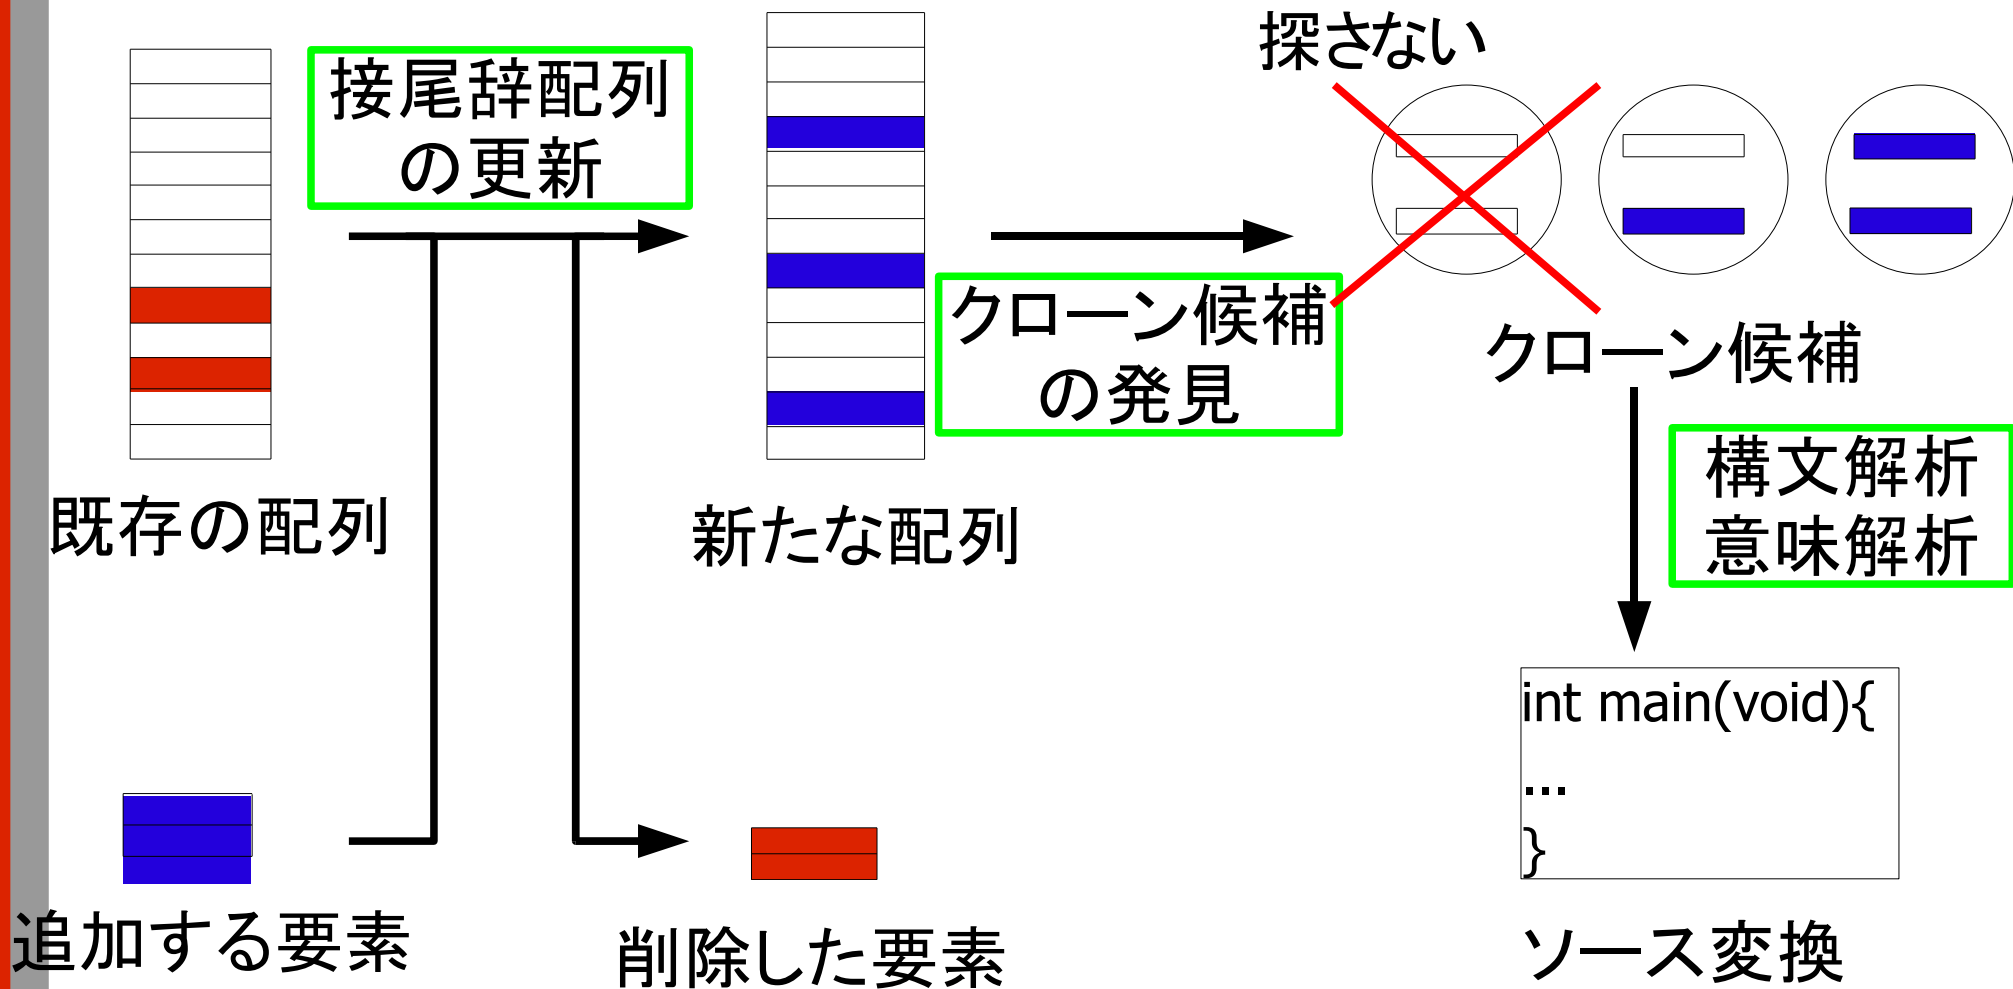 探さない
接尾辞配列
の更新
クローン候補
の発見
クローン候補
構文解析
意味解析
既存の配列
新たな配列
int main(void){
...
}
追加する要素
削除した要素
ソース変換